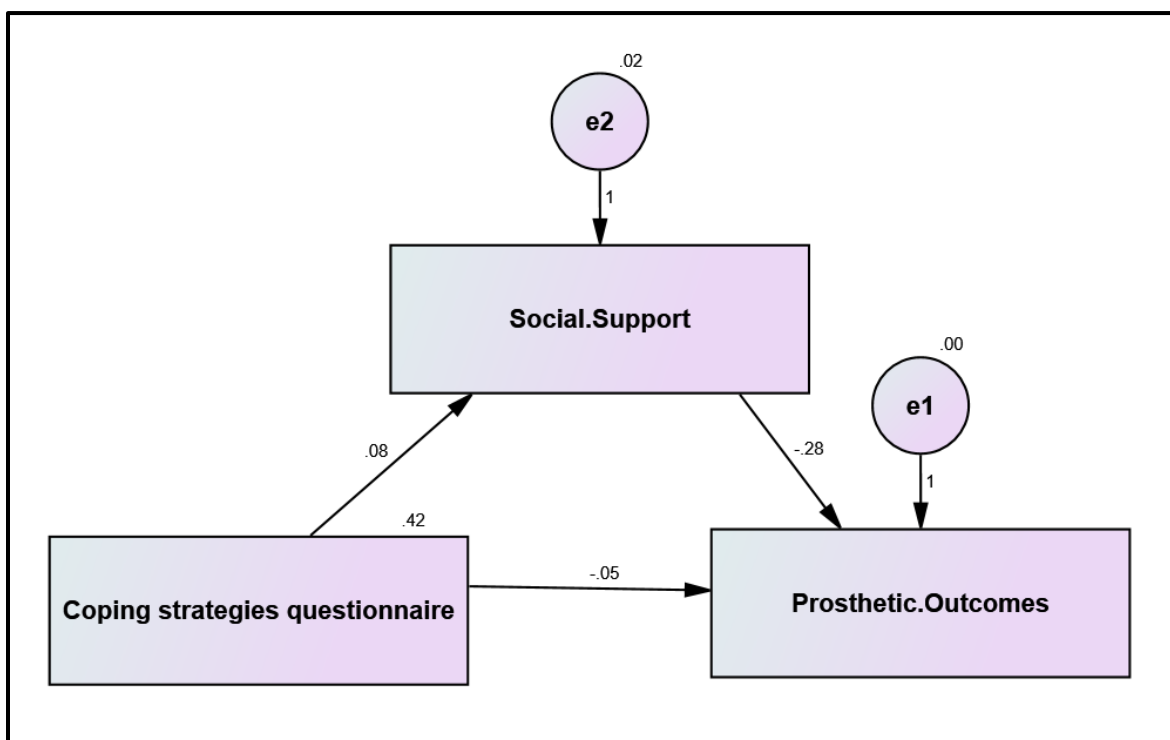 .02
e2
1
Social.Support
.00
e1
.08
-.28
1
.42
-.05
Coping strategies questionnaire
Prosthetic.Outcomes